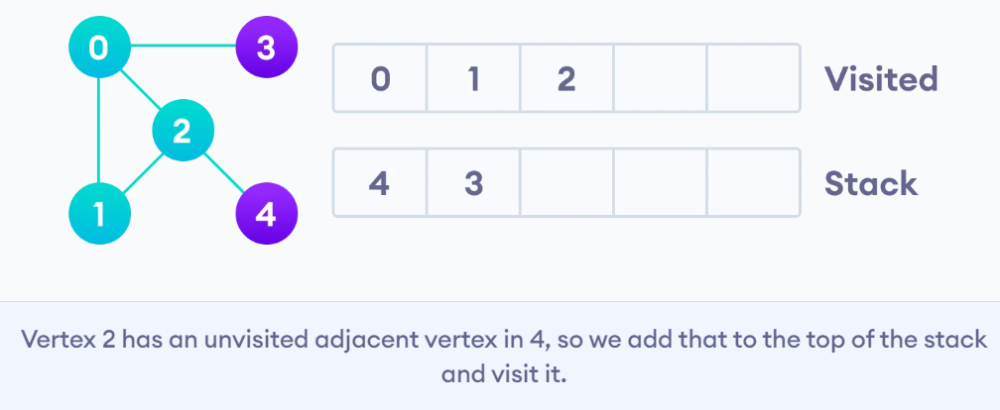 0 3
0 1 2 Visited
2
4 3 Stack
1 4
Vertex 2 has an unvisited adjacent vertex in 4, so we add that to the top of the stack
and visit it.